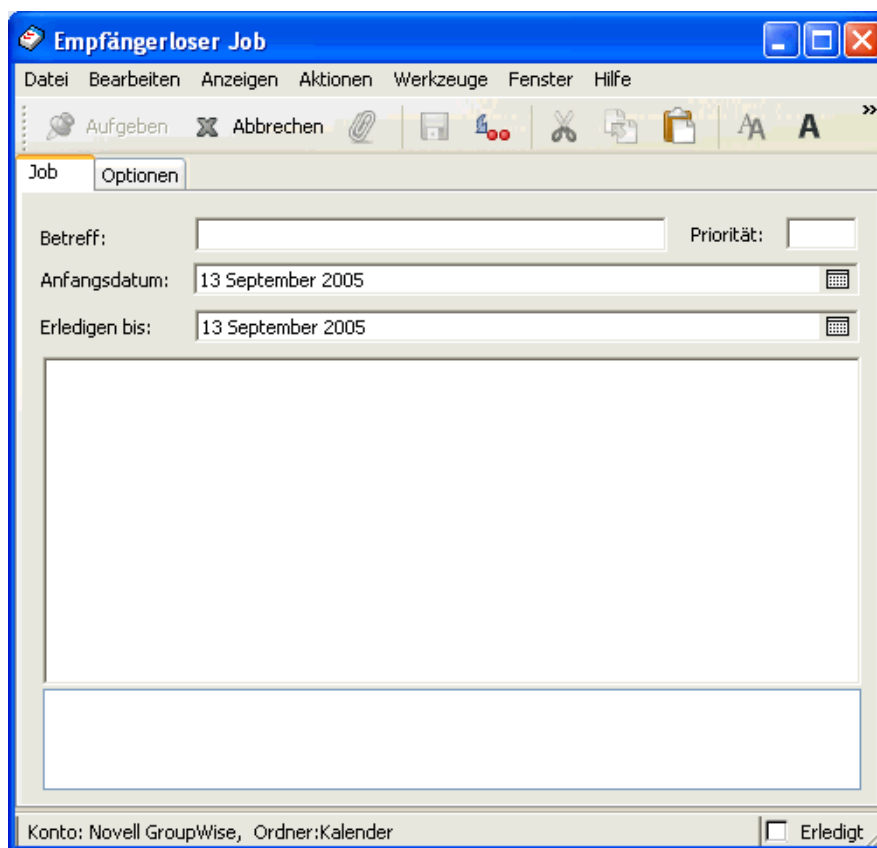 Empfängerloser Job
Datei Bearbeiten Anzeigen Aktionen Werkzeuge Fenster Hilfe
Aufgeben Abbrechen
Job Optionen
Betreff: Priorität:
Anfangsdatum: 13 September 2005
Erledigen bis: 13 September 2005
Konto: Novell GroupWise, Ordner:Kalender Erledigt